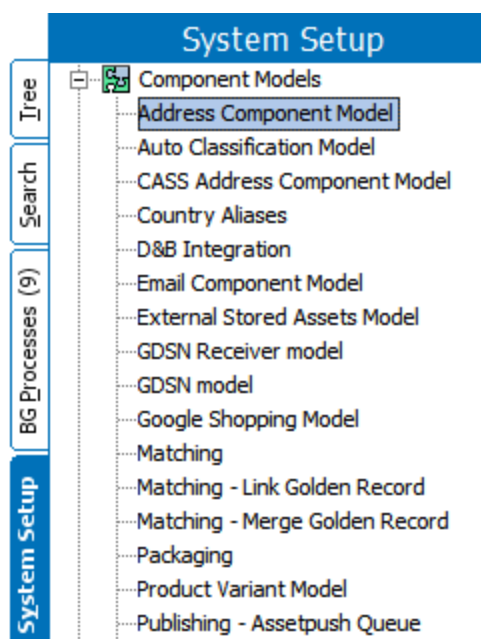 System Setup
Tree
Search
BG Processes (9)
System Setup
Component Models
Address Component Model
Auto Classification Model
CASS Address Component Model
Country Aliases
D&B Integration
Email Component Model
External Stored Assets Model
GDSN Receiver model
GDSN model
Google Shopping Model
Matching
Matching - Link Golden Record
Matching - Merge Golden Record
Packaging
Product Variant Model
Publishing - Assetpush Queue